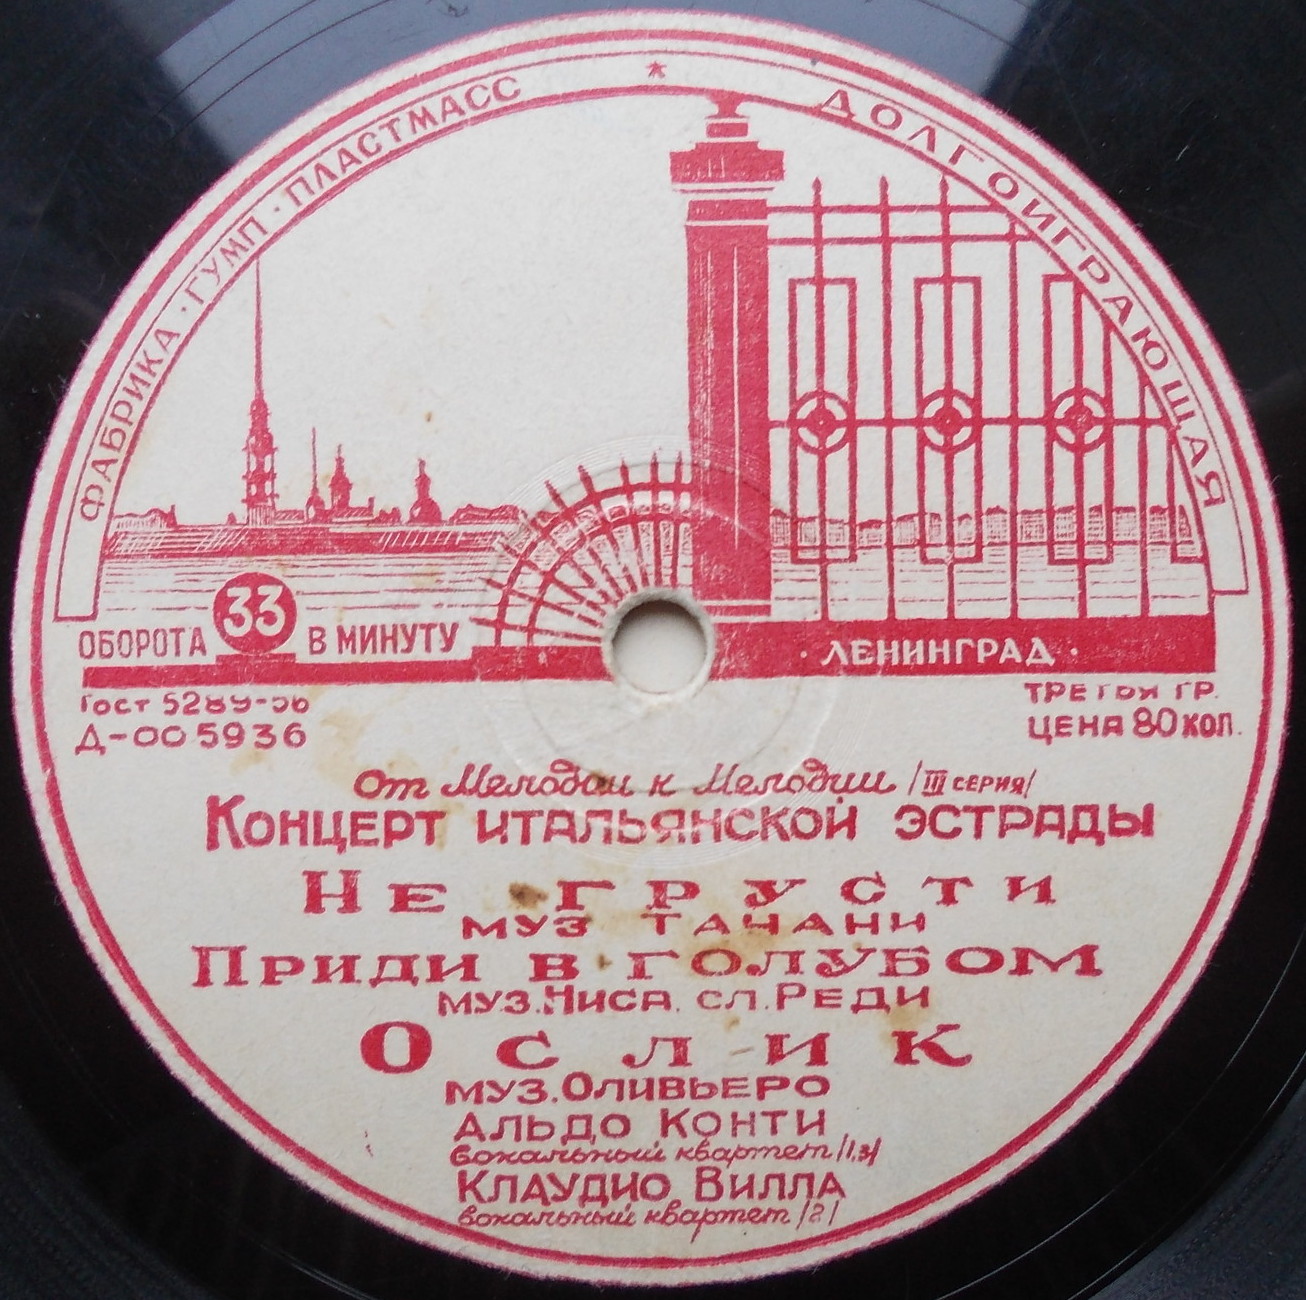 ФАБРИКА · ГУМП · ПЛАСТМАСС
ДОЛГОИГРАЮЩАЯ
ОБОРОТА 33 В МИНУТУ
· ЛЕНИНГРАД ·
ГОСТ 5289-56
Д-005936
ТРЕТЬЯ ГР.
ЦЕНА 80 КОП.
От Мелодии к Мелодии /III СЕРИЯ/
КОНЦЕРТ ИТАЛЬЯНСКОЙ ЭСТРАДЫ
НЕ ГРУСТИ
МУЗ ТАЧАНИ
ПРИДИ В ГОЛУБОМ
МУЗ. НИСА, СЛ. РЕДИ
ОСЛИК
МУЗ. ОЛИВЬЕРО
АЛЬДО КОНТИ
вокальный квартет /1,3/
КЛАУДИО ВИЛЛА
вокальный квартет /2/